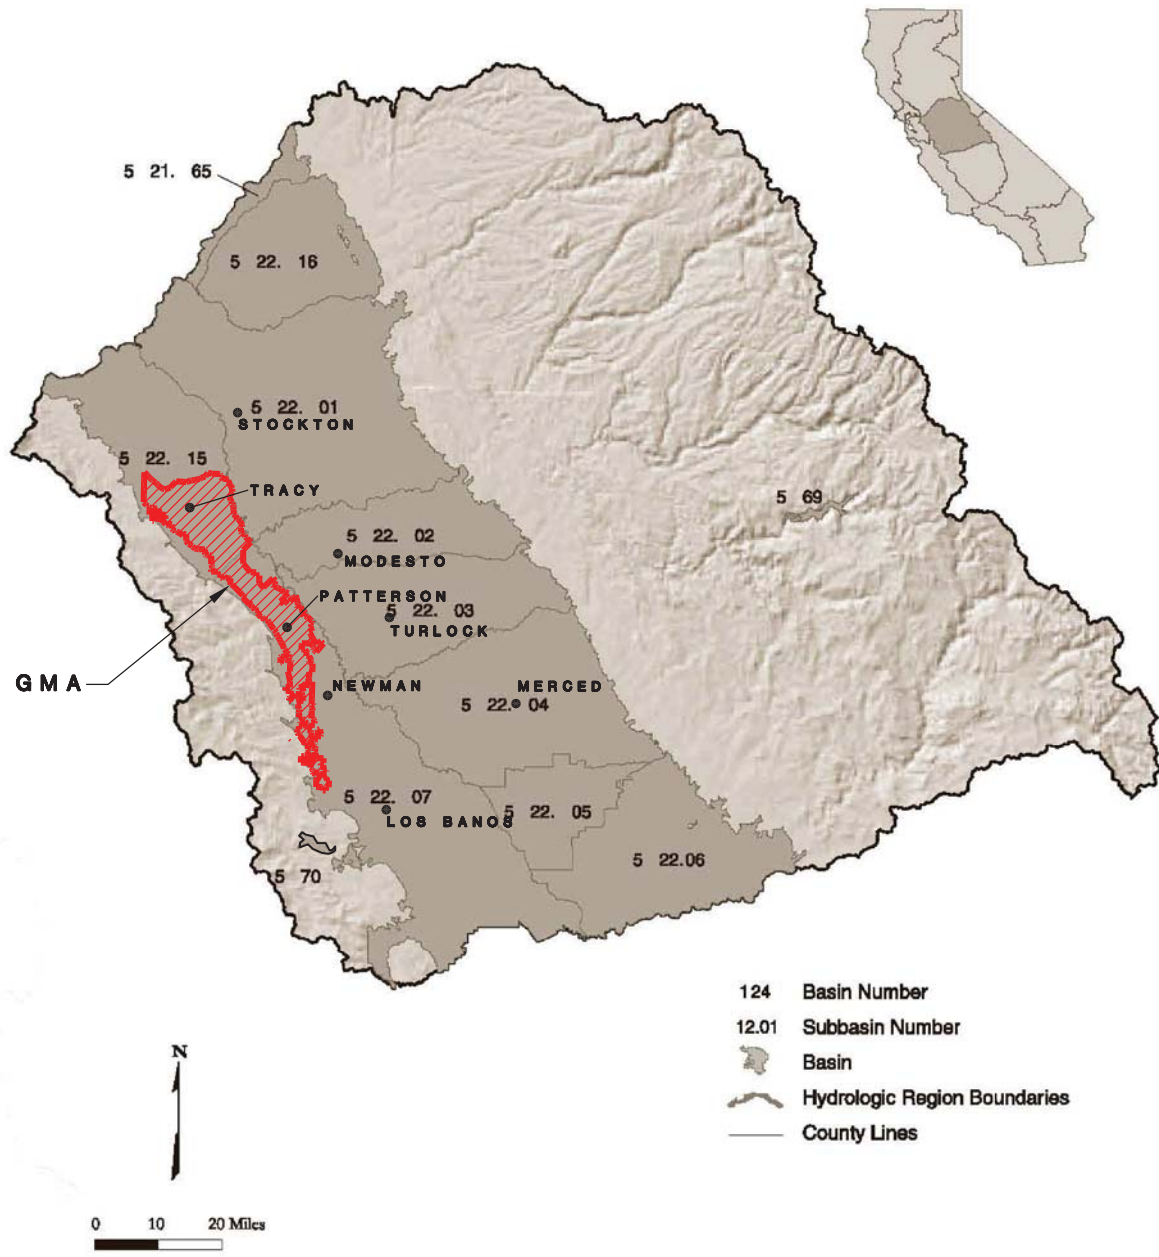 5 21. 65
5 22. 16
5 22. 01
STOCKTON
5 22. 15
TRACY
5 69
5 22. 02
MODESTO
PATTERSON
5 22. 03
TURLOCK
GMA
NEWMAN
MERCED
5 22. 04
5 22. 07
LOS BANOS
5 22. 05
5 22.06
5 70
124 Basin Number
12.01 Subbasin Number
Basin
Hydrologic Region Boundaries
County Lines
N
0 10 20 Miles